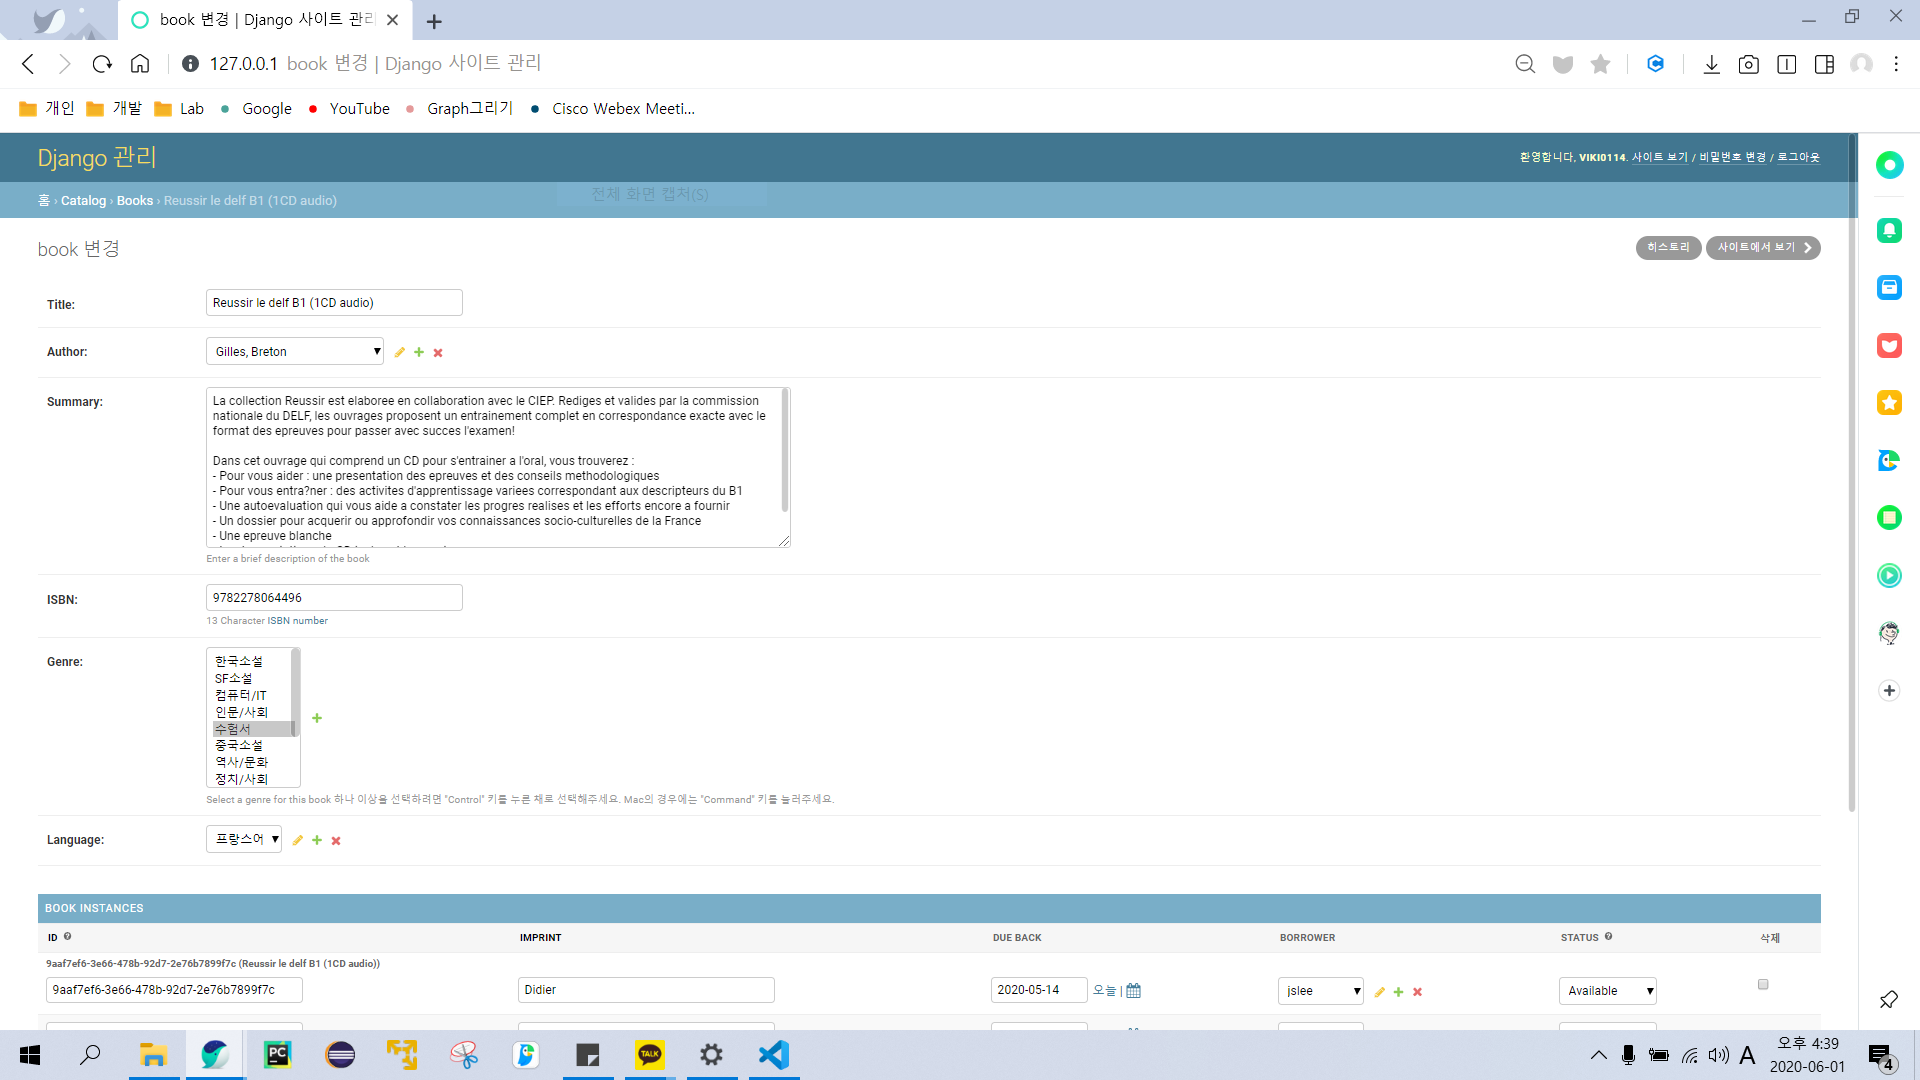 book 변경 | Django 사이트 관리
127.0.0.1 book 변경 | Django 사이트 관리
개인 개발 Lab Google YouTube Graph그리기 Cisco Webex Meeti...
Django 관리
환영합니다, VIKI0114. 사이트 보기 / 비밀번호 변경 / 로그아웃
전체 화면 캡처(S)
홈 › Catalog › Books › Reussir le delf B1 (1CD audio)
book 변경
히스토리 사이트에서 보기
Title: Reussir le delf B1 (1CD audio)
Author: Gilles, Breton
Summary: La collection Reussir est elaboree en collaboration avec le CIEP. Rediges et valides par la commission
nationale du DELF, les ouvrages proposent un entrainement complet en correspondance exacte avec le
format des epreuves pour passer avec succes l'examen!
Dans cet ouvrage qui comprend un CD pour s'entrainer a l'oral, vous trouverez :
- Pour vous aider : une presentation des epreuves et des conseils methodologiques
- Pour vous entra?ner : des activites d'apprentissage variees correspondant aux descripteurs du B1
- Une autoevaluation qui vous aide a constater les progres realises et les efforts encore a fournir
- Un dossier pour acquerir ou approfondir vos connaissances socio-culturelles de la France
- Une epreuve blanche
Enter a brief description of the book
ISBN: 9782278064496
13 Character ISBN number
Genre: 한국소설
SF소설
컴퓨터/IT
인문/사회
수험서
중국소설
역사/문화
정치/사회
Select a genre for this book 하나 이상을 선택하려면 "Control" 키를 누른 채로 선택해주세요. Mac의 경우에는 "Command" 키를 눌러주세요.
Language: 프랑스어
BOOK INSTANCES
ID IMPRINT DUE BACK BORROWER STATUS 삭제
9aaf7ef6-3e66-478b-92d7-2e76b7899f7c (Reussir le delf B1 (1CD audio))
9aaf7ef6-3e66-478b-92d7-2e76b7899f7c Didier 2020-05-14 오늘 | jslee Available
PC TALK A 오후 4:39
2020-06-01 4